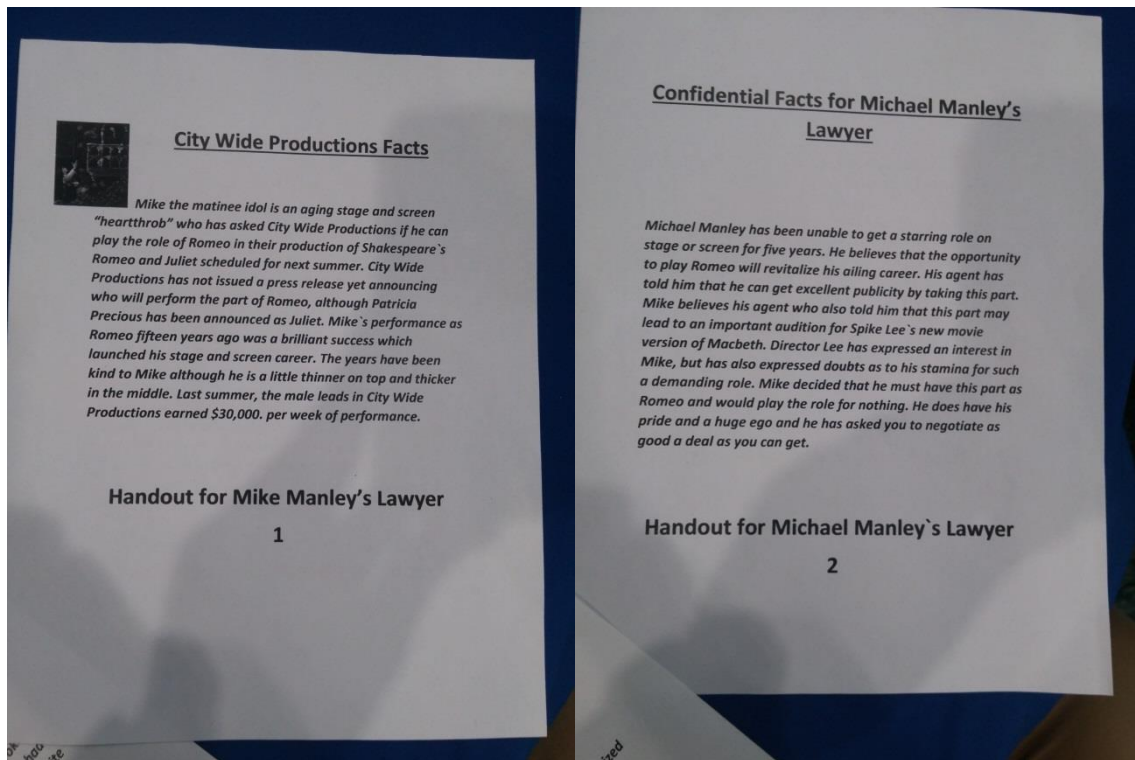 City Wide Productions Facts
Mike the matinee idol is an aging stage and screen
“heartthrob” who has asked City Wide Productions if he can
play the role of Romeo in their production of Shakespeare`s
Romeo and Juliet scheduled for next summer. City Wide
Productions has not issued a press release yet announcing
who will perform the part of Romeo, although Patricia
Precious has been announced as Juliet. Mike`s performance as
Romeo fifteen years ago was a brilliant success which
launched his stage and screen career. The years have been
kind to Mike although he is a little thinner on top and thicker
in the middle. Last summer, the male leads in City Wide
Productions earned $30,000. per week of performance.
Handout for Mike Manley’s Lawyer
1
Confidential Facts for Michael Manley’s
Lawyer
Michael Manley has been unable to get a starring role on
stage or screen for five years. He believes that the opportunity
to play Romeo will revitalize his ailing career. His agent has
told him that he can get excellent publicity by taking this part.
Mike believes his agent who also told him that this part may
lead to an important audition for Spike Lee`s new movie
version of Macbeth. Director Lee has expressed an interest in
Mike, but has also expressed doubts as to his stamina for such
a demanding role. Mike decided that he must have this part as
Romeo and would play the role for nothing. He does have his
pride and a huge ego and he has asked you to negotiate as
good a deal as you can get.
Handout for Michael Manley`s Lawyer
2